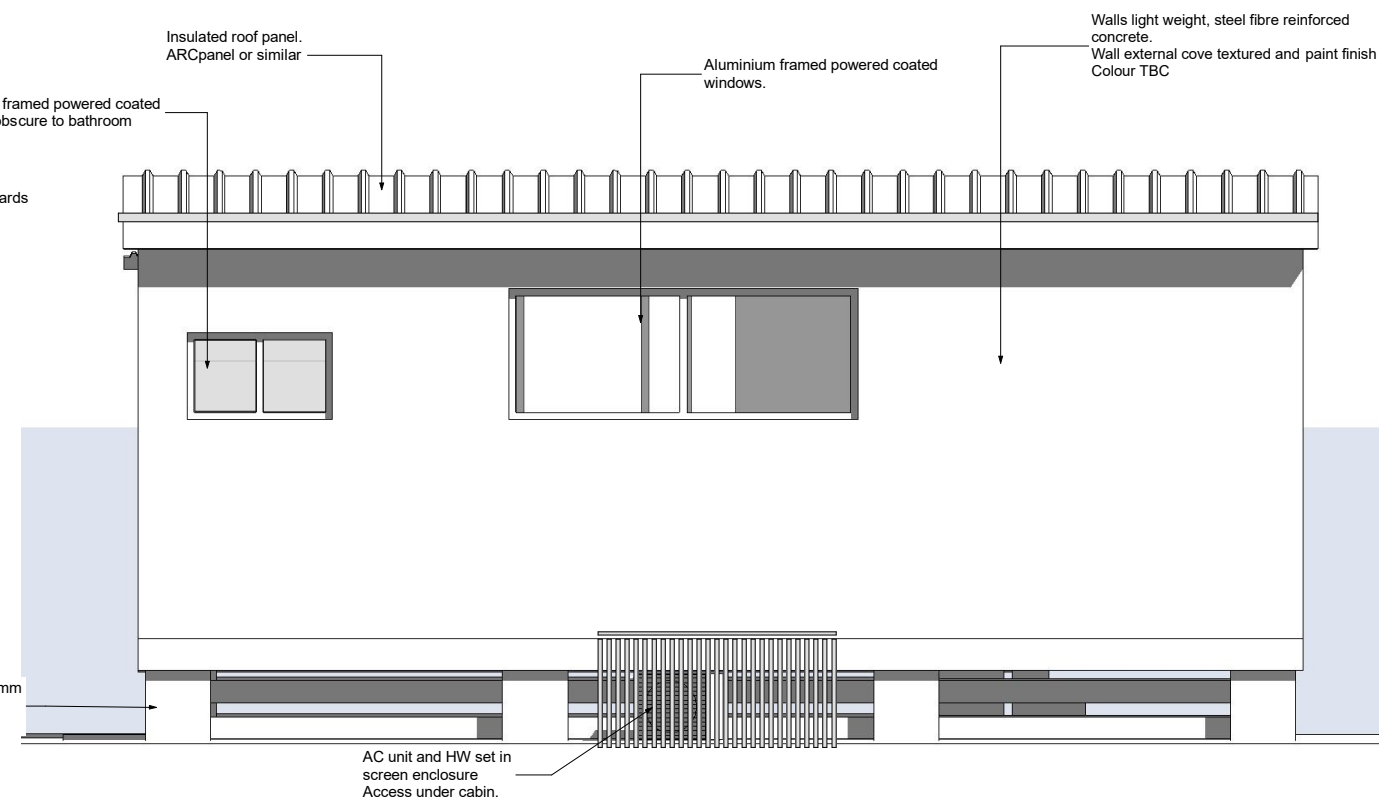 Insulated roof panel.
ARCpanel or similar
Walls light weight, steel fibre reinforced
concrete.
Wall external cove textured and paint finish
Colour TBC
Aluminium framed powered coated
windows.
framed powered coated
obscure to bathroom
ards
mm
AC unit and HW set in
screen enclosure
Access under cabin.